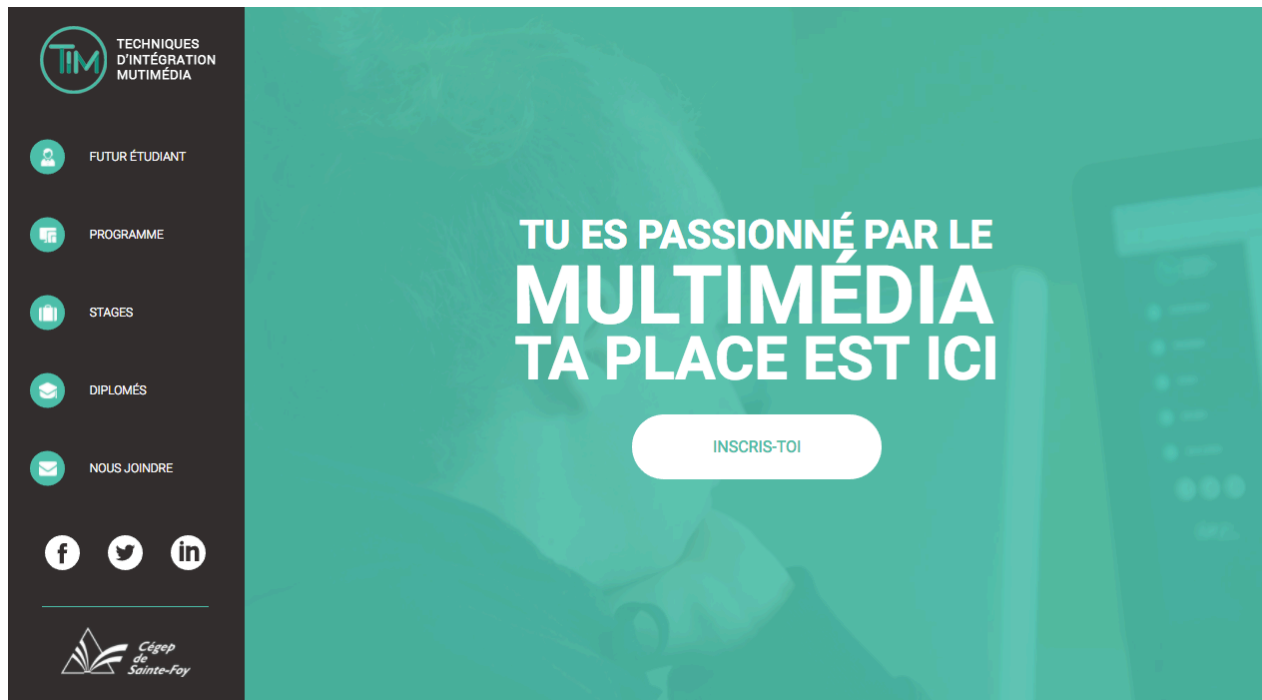 TIM
TECHNIQUES
D'INTÉGRATION
MUTIMÉDIA
FUTUR ÉTUDIANT
PROGRAMME
STAGES
DIPLOMÉS
NOUS JOINDRE
f
in
Cégep
de
Sainte-Foy
TU ES PASSIONNÉ PAR LE
MULTIMÉDIA
TA PLACE EST ICI
INSCRIS-TOI